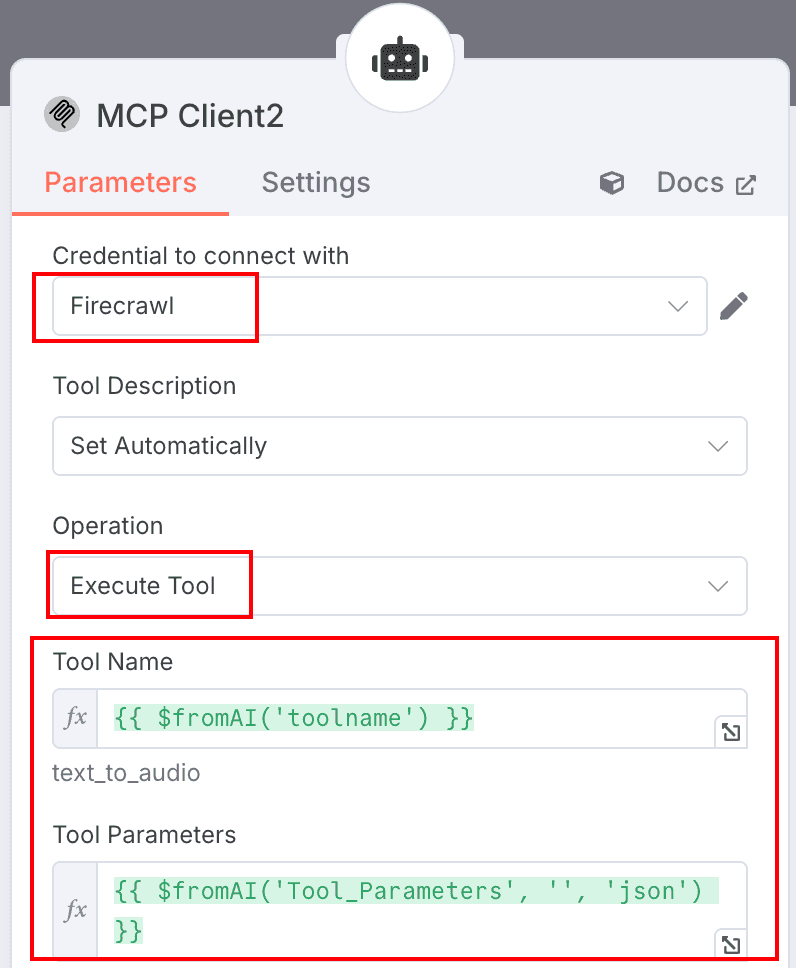 MCP Client2
Parameters
Settings
Docs
Credential to connect with
Firecrawl
Tool Description
Set Automatically
Operation
Execute Tool
Tool Name
fx
{{ $fromAI('toolname') }}
text_to_audio
Tool Parameters
fx
{{ $fromAI('Tool_Parameters', '', 'json')
}}